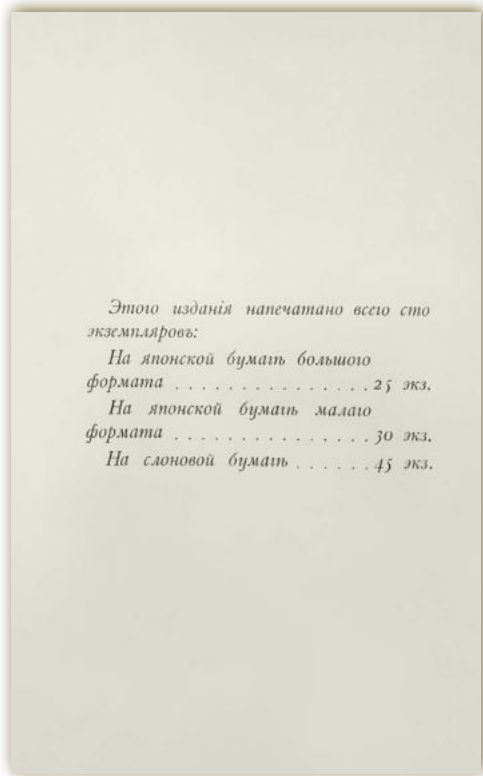 Этого изданія напечатано всего сто
экземпляровъ:
На японской бумагѣ большого
формата . . . . . . . . . . . . . . . 25 экз.
На японской бумагѣ малаго
формата . . . . . . . . . . . . . . . 30 экз.
На слоновой бумагѣ . . . . . . 45 экз.